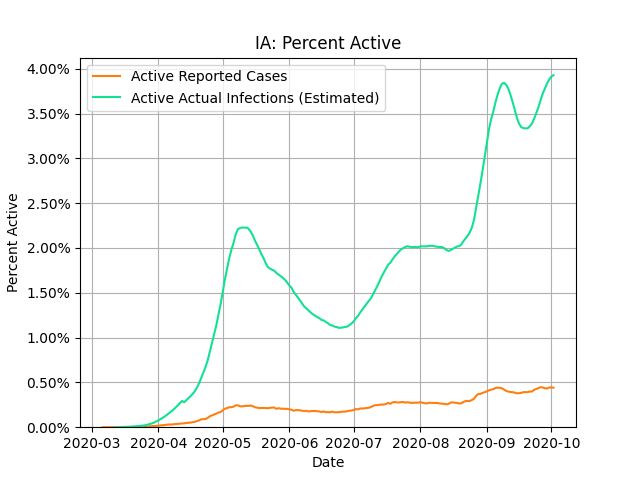 IA: Percent Active
Active Reported Cases
Active Actual Infections (Estimated)
4.00%
3.50%
3.00%
2.50%
2.00%
1.50%
1.00%
0.50%
0.00%
Percent Active
2020-03 2020-04 2020-05 2020-06 2020-07 2020-08 2020-09 2020-10
Date